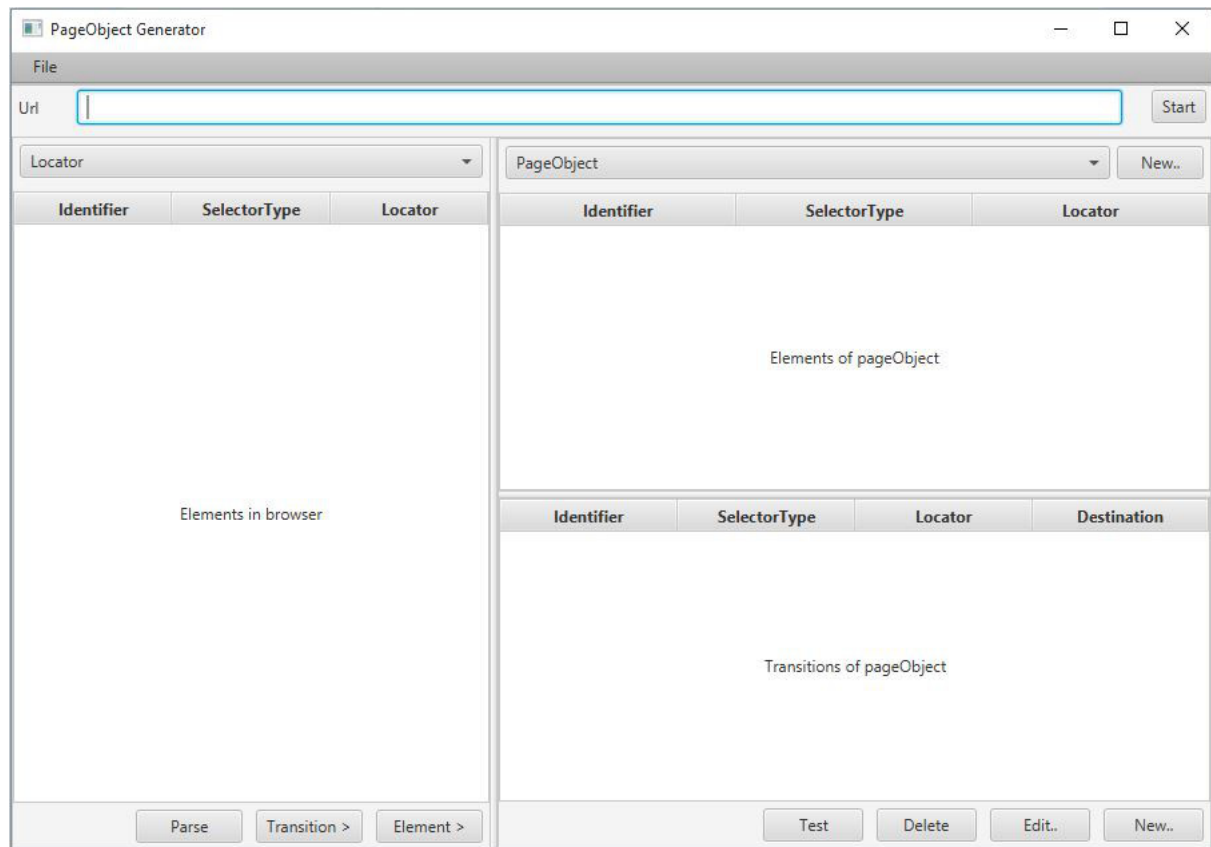 PageObject Generator
File
Url
Start
Locator
Identifier SelectorType Locator
Elements in browser
Parse Transition > Element >
PageObject New..
Identifier SelectorType Locator
Elements of pageObject
Identifier SelectorType Locator Destination
Transitions of pageObject
Test Delete Edit.. New..